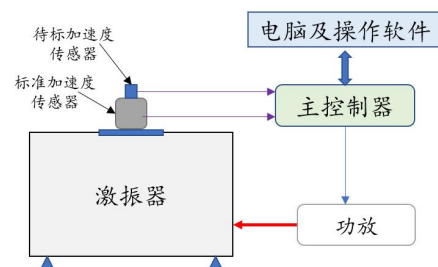 待标加速度
传感器
标准加速度
传感器
电脑及操作软件
主控制器
激振器
功放